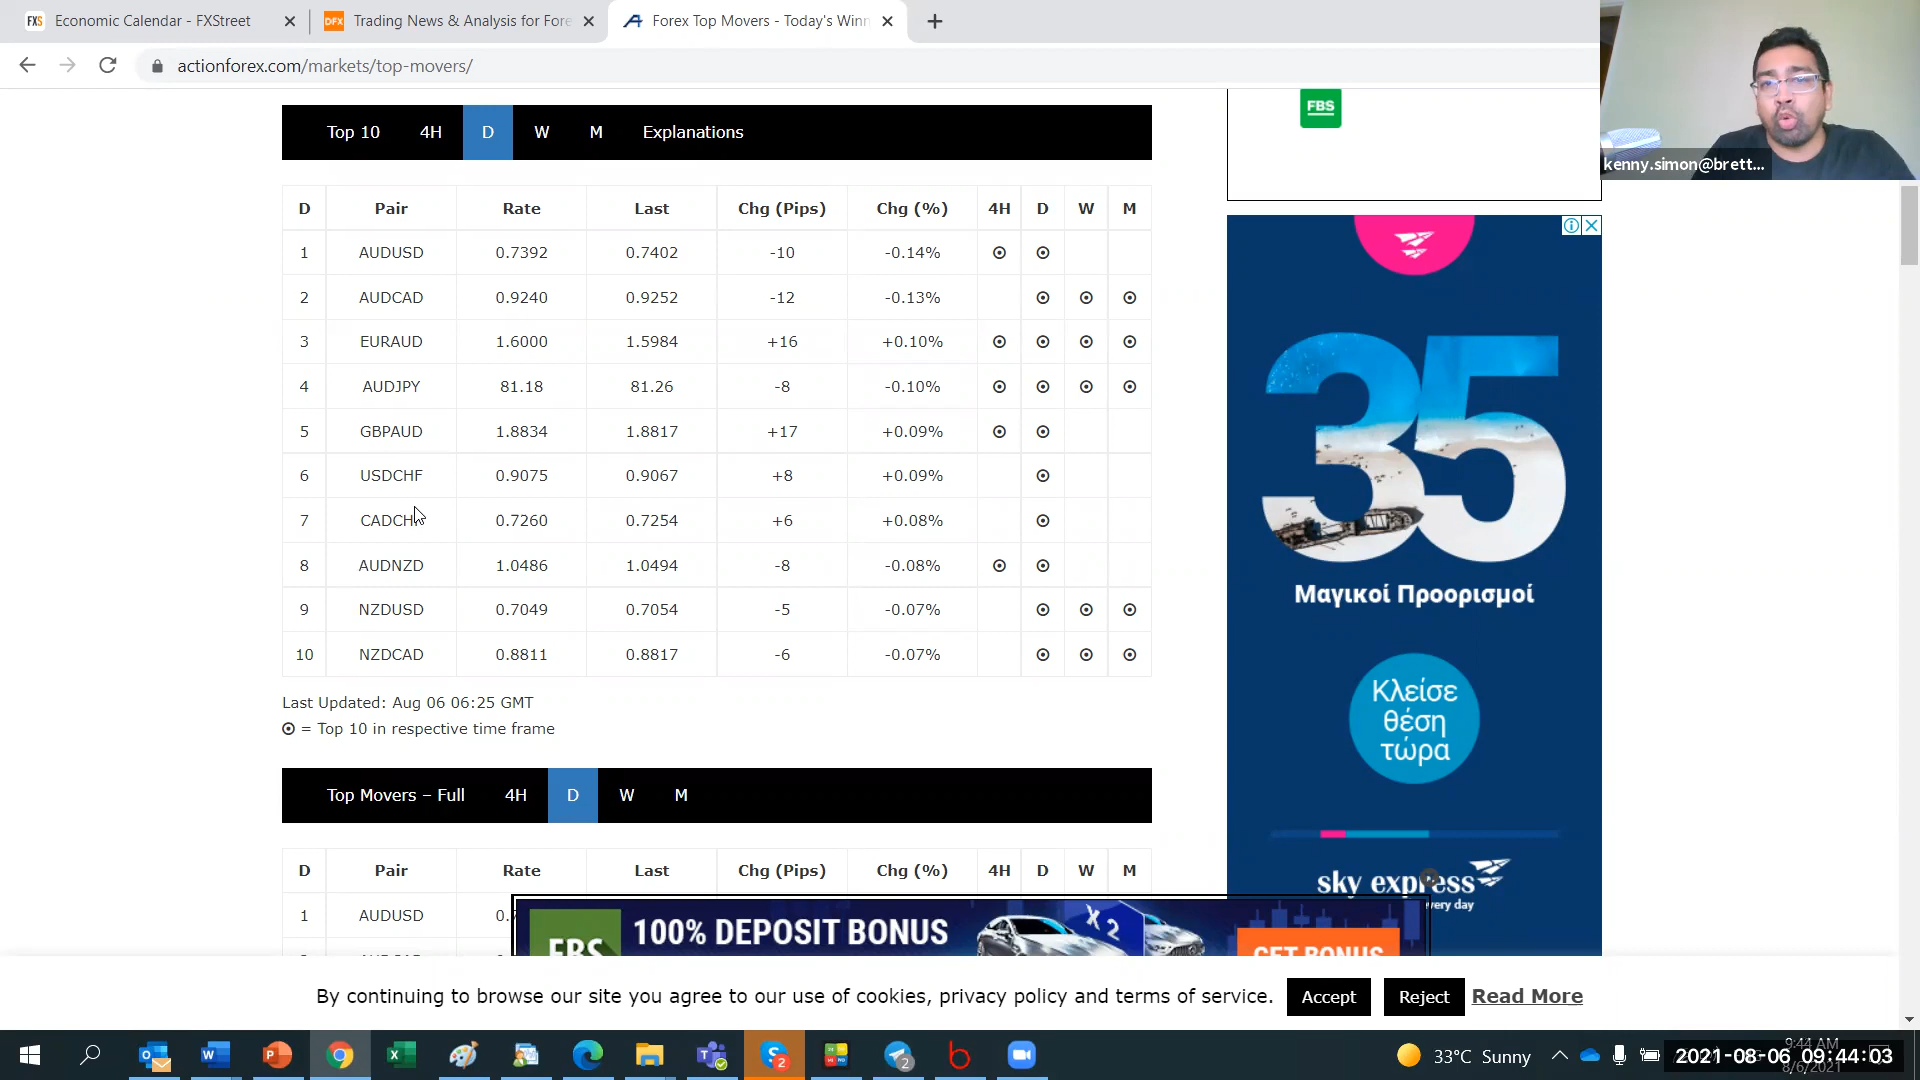 Economic Calendar - FXStreet
DFX
Trading News & Analysis for Fore
Forex Top Movers - Today's Winn
actionforex.com/markets/top-movers/
kenny.simon@brett...
FBS
Top 10 4H D W M Explanations
D Pair Rate Last Chg (Pips) Chg (%) 4H D W M
1 AUDUSD 0.7392 0.7402 -10 -0.14%
2 AUDCAD 0.9240 0.9252 -12 -0.13%
3 EURAUD 1.6000 1.5984 +16 +0.10%
4 AUDJPY 81.18 81.26 -8 -0.10%
5 GBPAUD 1.8834 1.8817 +17 +0.09%
6 USDCHF 0.9075 0.9067 +8 +0.09%
7 CADCH 0.7260 0.7254 +6 +0.08%
8 AUDNZD 1.0486 1.0494 -8 -0.08%
9 NZDUSD 0.7049 0.7054 -5 -0.07%
10 NZDCAD 0.8811 0.8817 -6 -0.07%
Last Updated: Aug 06 06:25 GMT
= Top 10 in respective time frame
Top Movers – Full 4H D W M
D Pair Rate Last Chg (Pips) Chg (%) 4H D W M
1 AUDUSD
35
Μαγικοί Προορισμοί
Κλείσε
θέση
τώρα
sky express
every day
FBS
100% DEPOSIT BONUS
X2
GET BONUS
By continuing to browse our site you agree to our use of cookies, privacy policy and terms of service. Accept Reject Read More
33°C Sunny
2021-08-06 09:44:03